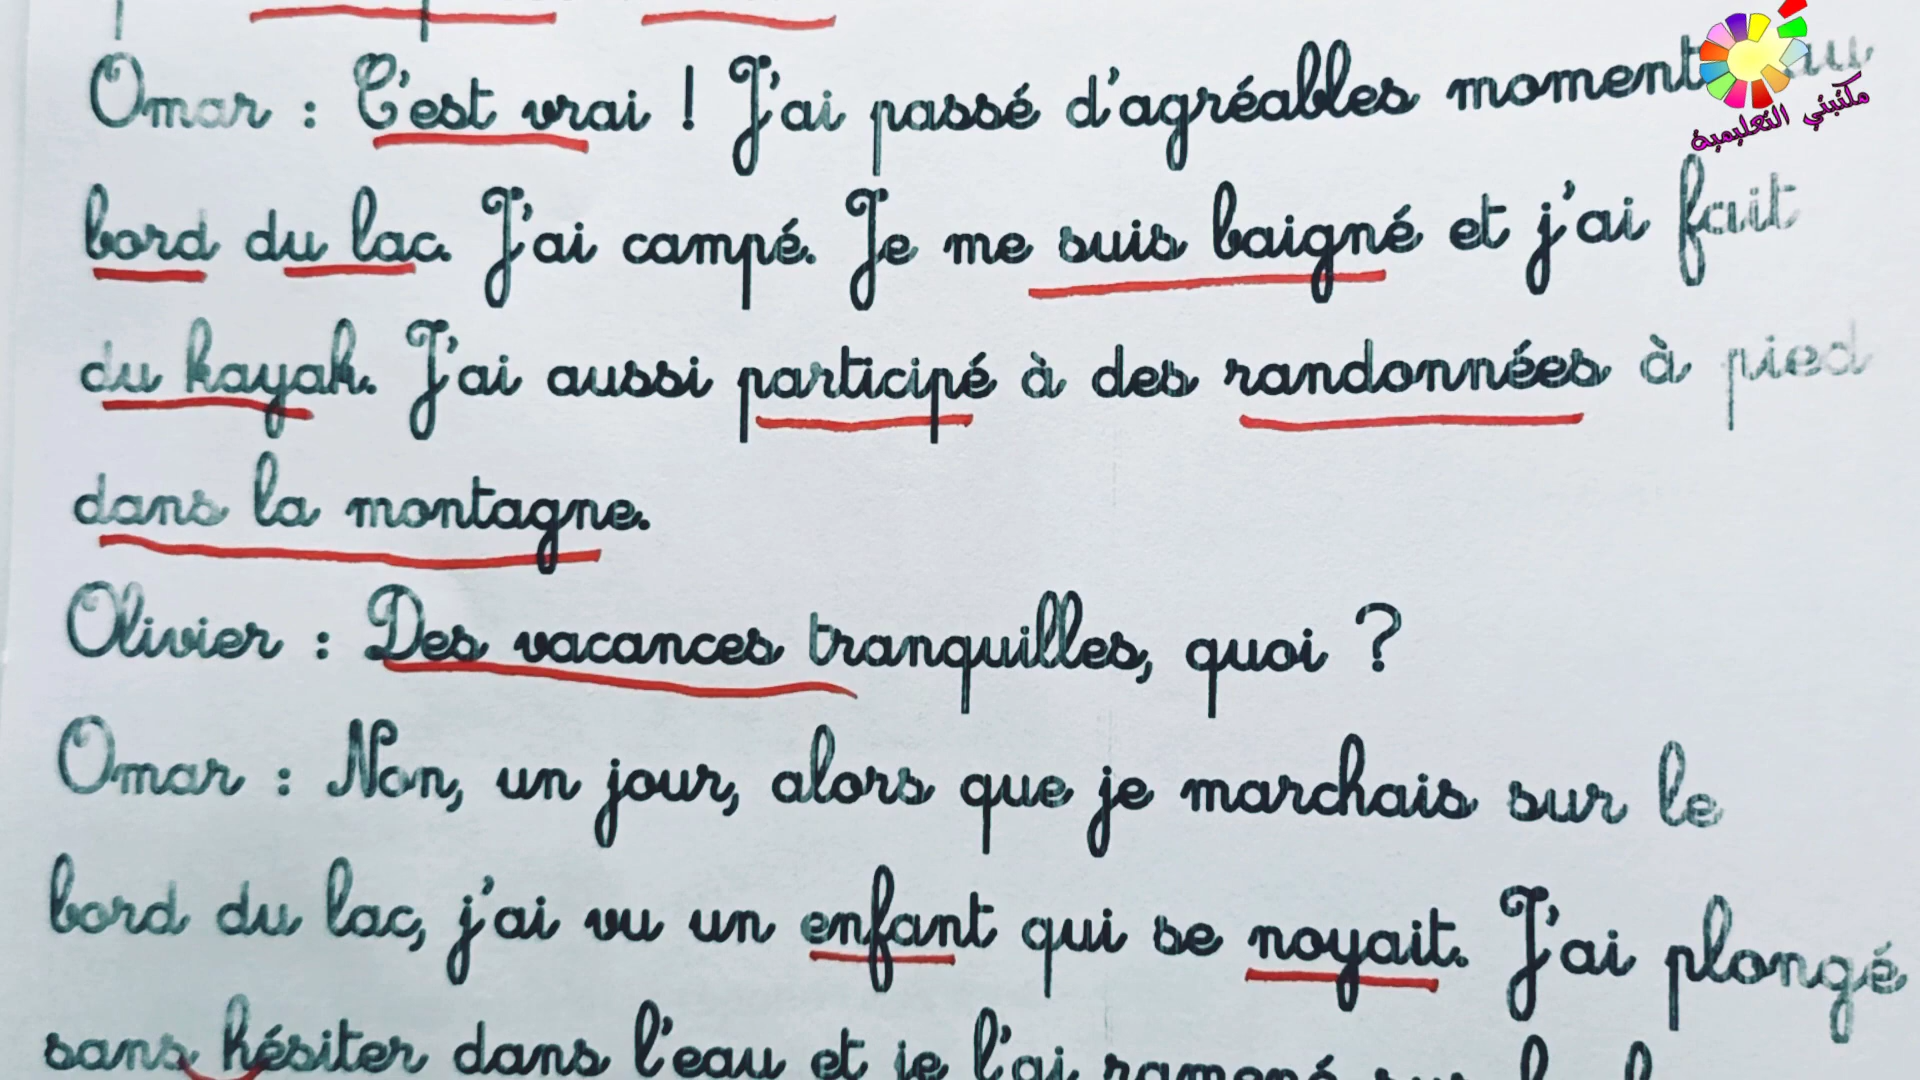 Omar : C'est vrai ! J'ai passé d'agréables moments au
مكتبتي التعليمية
bord du lac. J'ai campé. Je me suis baigné et j'ai fait
du kayak. J'ai aussi participé à des randonnées à pied
dans la montagne.
Olivier : Des vacances tranquilles, quoi ?
Omar : Non, un jour, alors que je marchais sur le
bord du lac, j'ai vu un enfant qui se noyait. J'ai plongé
sans hésiter dans l'eau et je l'ai ramené sur